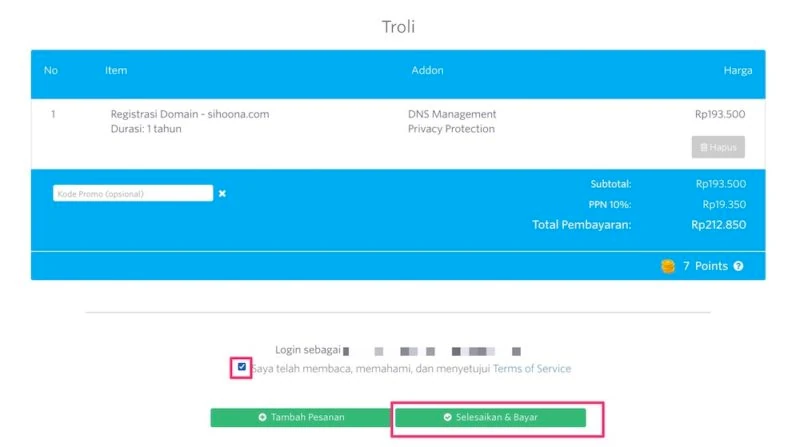 Troli
No Item Addon Harga
1 Registrasi Domain - sihoona.com DNS Management Rp193.500
Durasi: 1 tahun Privacy Protection
Hapus
Kode Promo (opsional) Subtotal: Rp193.500
PPN 10%: Rp19.350
Total Pembayaran: Rp212.850
7 Points
Login sebagai
Saya telah membaca, memahami, dan menyetujui Terms of Service
Tambah Pesanan Selesaikan & Bayar